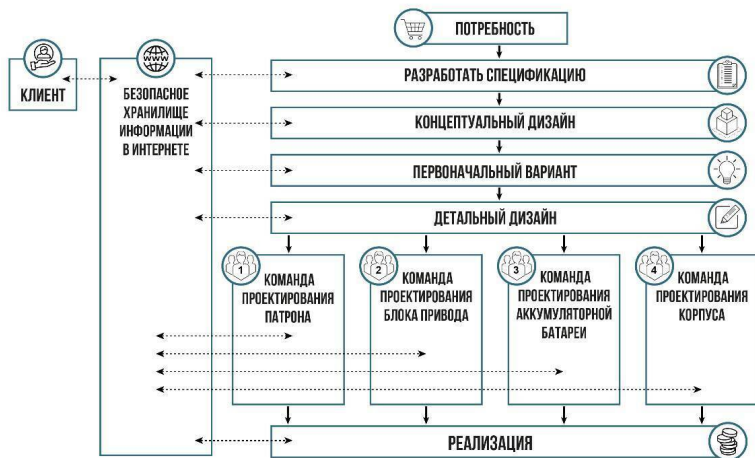 ПОТРЕБНОСТЬ
WWW
КЛИЕНТ
БЕЗОПАСНОЕ
ХРАНИЛИЩЕ
ИНФОРМАЦИИ
В ИНТЕРНЕТЕ
РАЗРАБОТАТЬ СПЕЦИФИКАЦИЮ
КОНЦЕПТУАЛЬНЫЙ ДИЗАЙН
ПЕРВОНАЧАЛЬНЫЙ ВАРИАНТ
ДЕТАЛЬНЫЙ ДИЗАЙН
1
КОМАНДА
ПРОЕКТИРОВАНИЯ
ПАТРОНА
2
КОМАНДА
ПРОЕКТИРОВАНИЯ
БЛОКА ПРИВОДА
3
КОМАНДА
ПРОЕКТИРОВАНИЯ
АККУМУЛЯТОРНОЙ
БАТАРЕИ
4
КОМАНДА
ПРОЕКТИРОВАНИЯ
КОРПУСА
РЕАЛИЗАЦИЯ